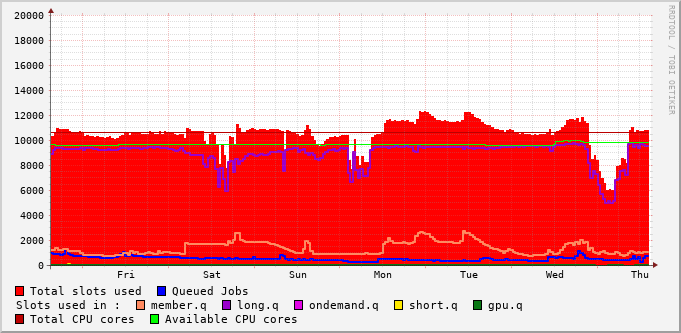 RRDTOOL / TOBI OETIKER
20000
18000
16000
14000
12000
10000
8000
6000
4000
2000
0
Fri Sat Sun Mon Tue Wed Thu
Total slots used Queued Jobs
Slots used in : member.q long.q ondemand.q short.q gpu.q
Total CPU cores Available CPU cores